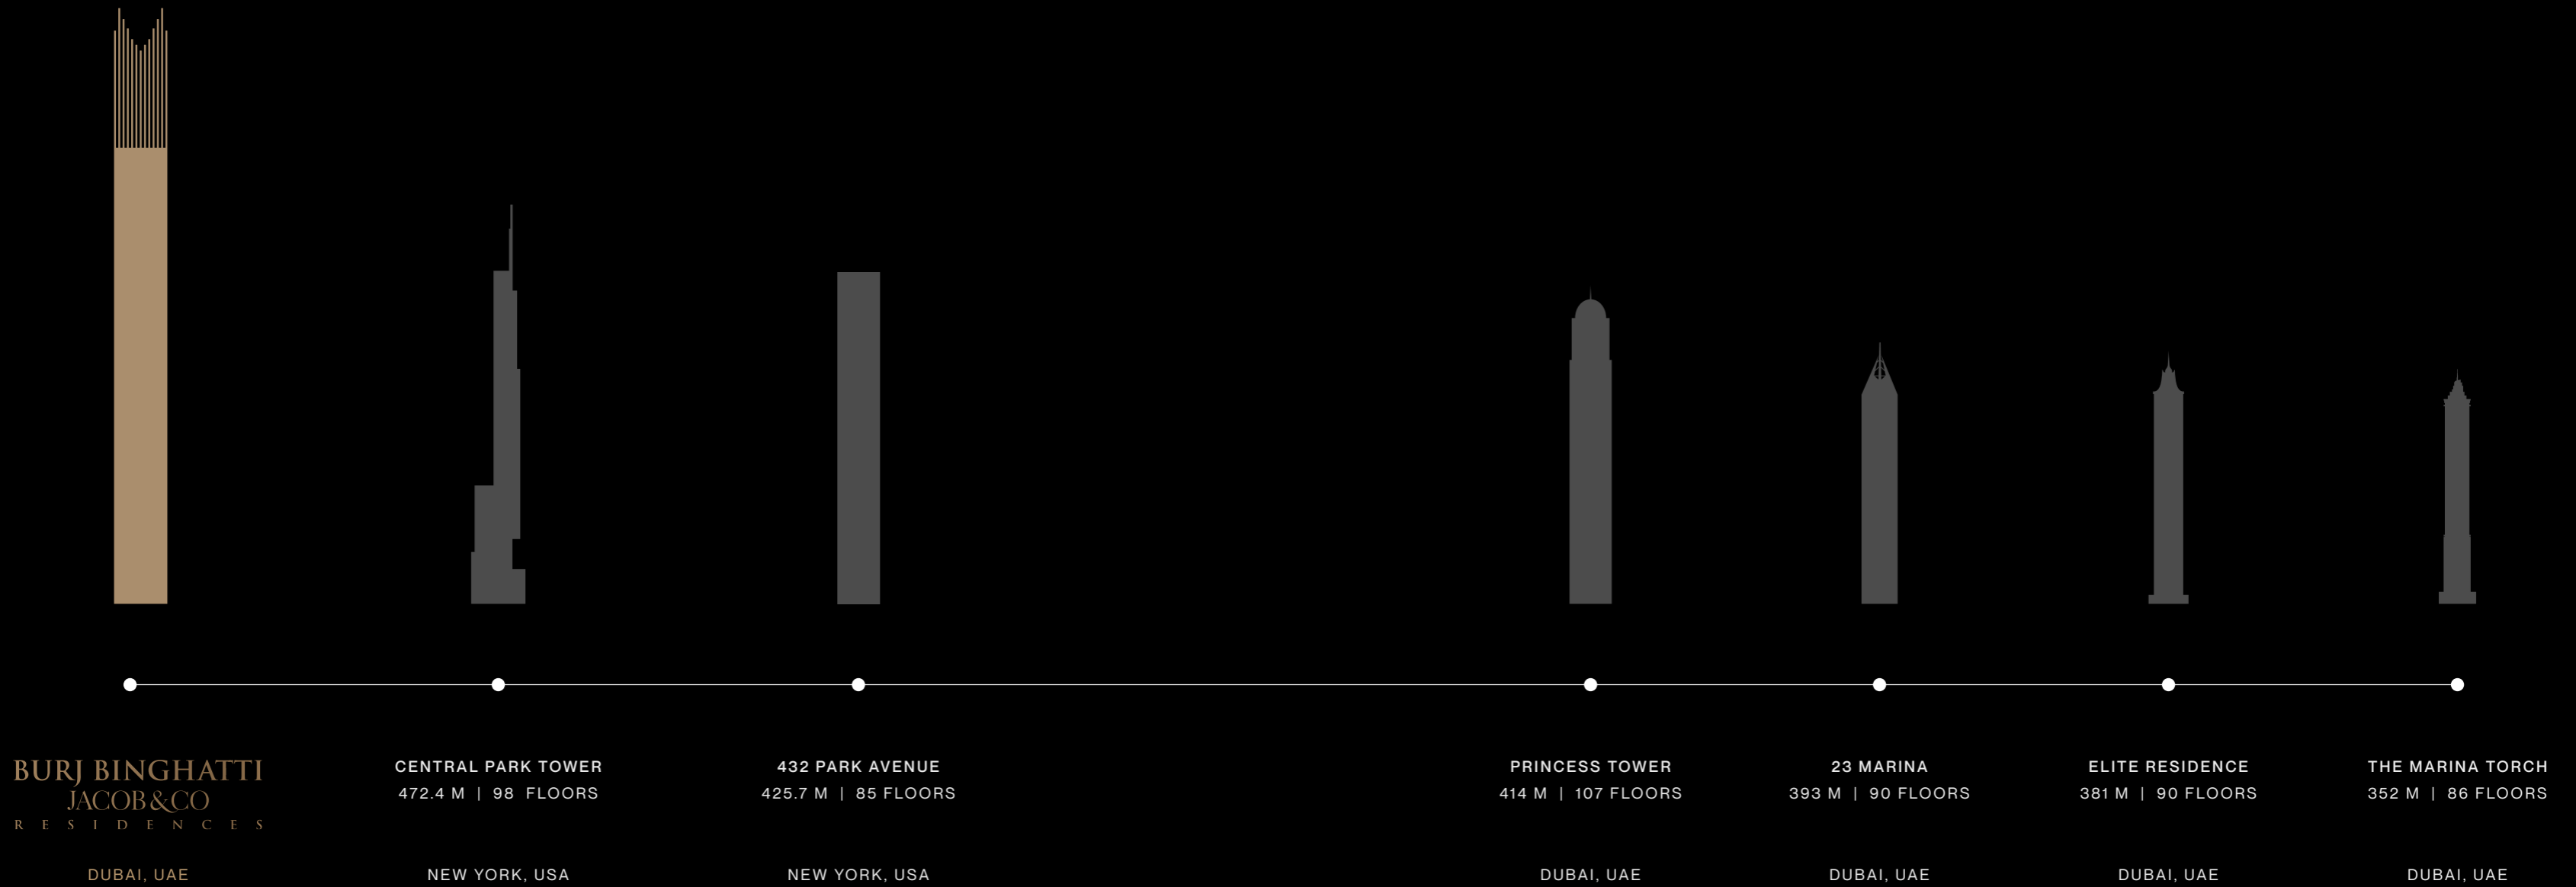 BURJ BINGHATTI
JACOB&CO
RESIDENCES
DUBAI, UAE
CENTRAL PARK TOWER
472.4 M | 98 FLOORS
NEW YORK, USA
432 PARK AVENUE
425.7 M | 85 FLOORS
NEW YORK, USA
PRINCESS TOWER
414 M | 107 FLOORS
DUBAI, UAE
23 MARINA
393 M | 90 FLOORS
DUBAI, UAE
ELITE RESIDENCE
381 M | 90 FLOORS
DUBAI, UAE
THE MARINA TORCH
352 M | 86 FLOORS
DUBAI, UAE